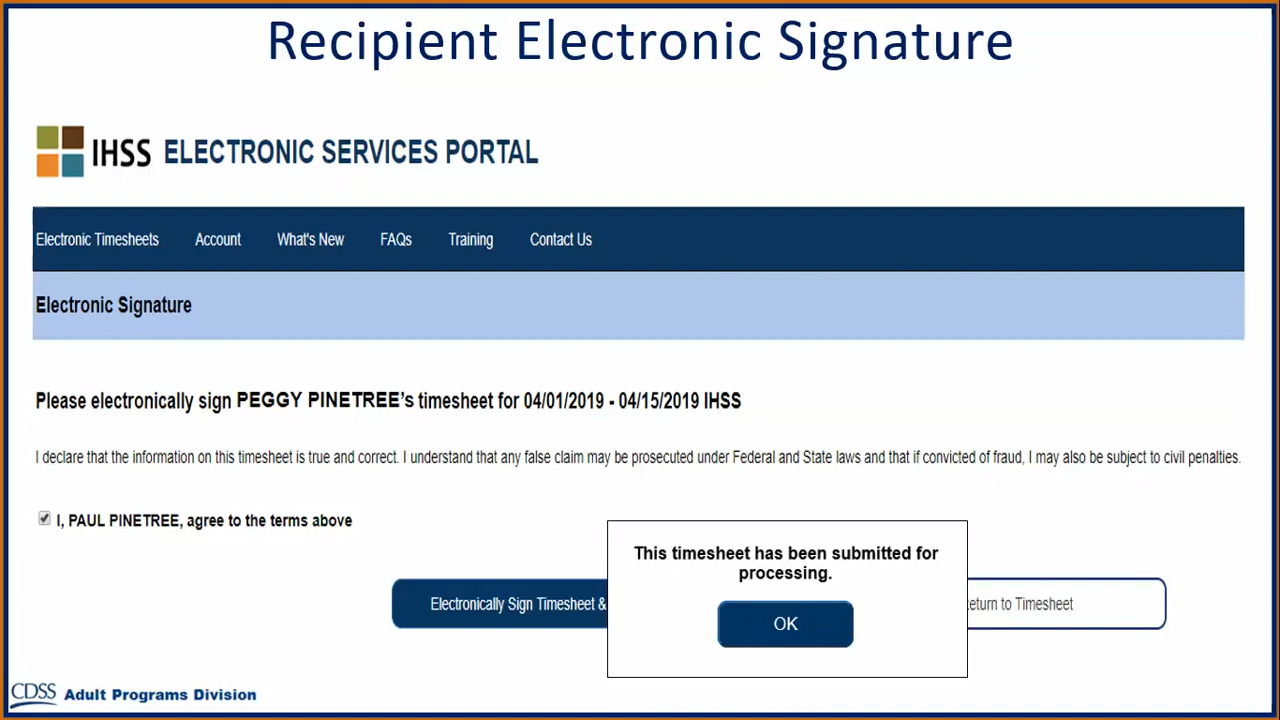 Recipient Electronic Signature
IHSS ELECTRONIC SERVICES PORTAL
Electronic Timesheets Account What's New FAQs Training Contact Us
Electronic Signature
Please electronically sign PEGGY PINETREE’s timesheet for 04/01/2019 - 04/15/2019 IHSS
I declare that the information on this timesheet is true and correct. I understand that any false claim may be prosecuted under Federal and State laws and that if convicted of fraud, I may also be subject to civil penalties.
I, PAUL PINETREE, agree to the terms above
This timesheet has been submitted for
processing.
Electronically Sign Timesheet &
eturn to Timesheet
OK
CDSS Adult Programs Division